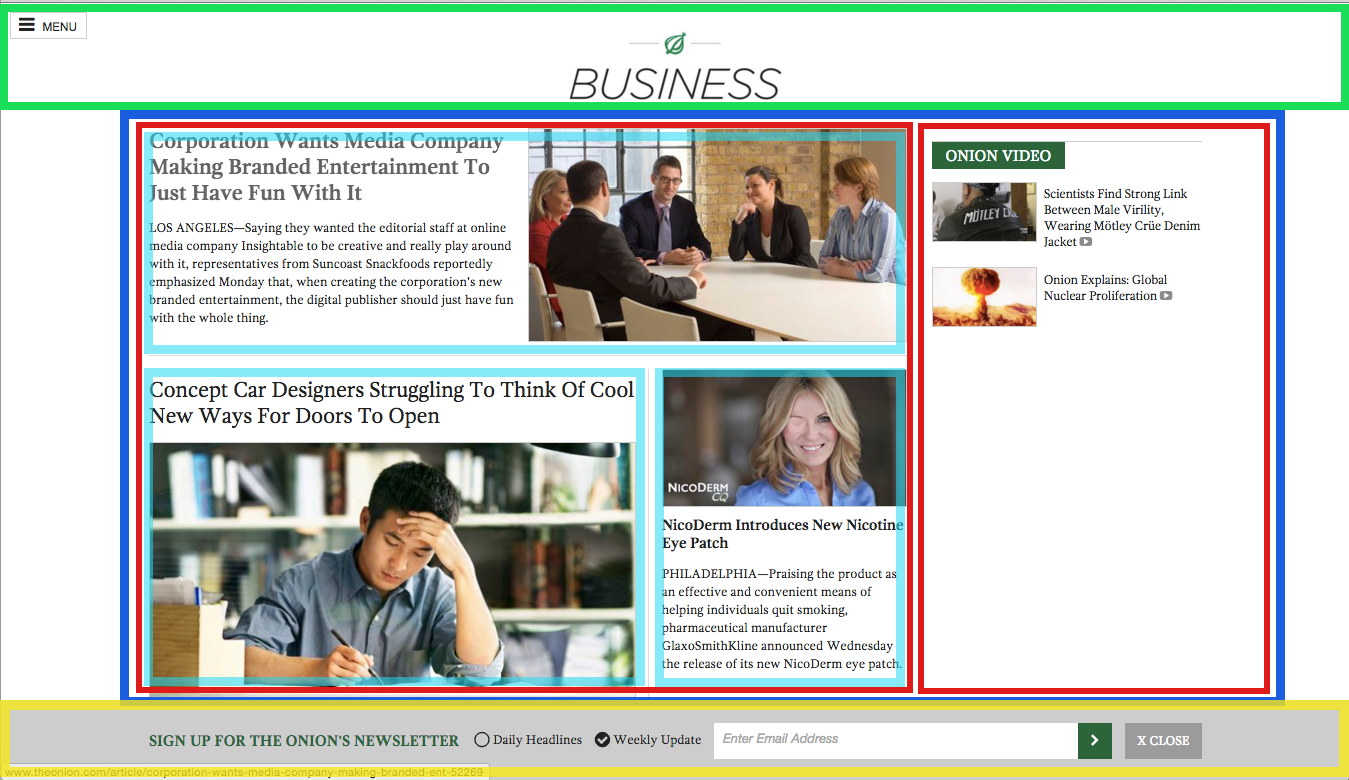 MENU
BUSINESS
Corporation Wants Media Company
Making Branded Entertainment To
Just Have Fun With It
LOS ANGELES—Saying they wanted the editorial staff at online
media company Insightable to be creative and really play around
with it, representatives from Suncoast Snackfoods reportedly
emphasized Monday that, when creating the corporation's new
branded entertainment, the digital publisher should just have fun
with the whole thing.
Concept Car Designers Struggling To Think Of Cool
New Ways For Doors To Open
NICODERM
CQ
NicoDerm Introduces New Nicotine
Eye Patch
PHILADELPHIA—Praising the product as
an effective and convenient means of
helping individuals quit smoking,
pharmaceutical manufacturer
GlaxoSmithKline announced Wednesday
the release of its new NicoDerm eye patch.
ONION VIDEO
MÖTLEY CRÜE
Scientists Find Strong Link
Between Male Virility,
Wearing Mötley Crüe Denim
Jacket
Onion Explains: Global
Nuclear Proliferation
SIGN UP FOR THE ONION'S NEWSLETTER
Daily Headlines
Weekly Update
Enter Email Address
X CLOSE
www.theonion.com/article/corporation-wants-media-company-making-branded-ent-52269